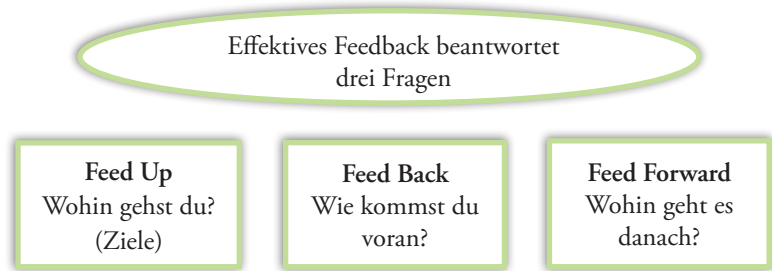 Effektives Feedback beantwortet
drei Fragen
Feed Up
Wohin gehst du?
(Ziele)
Feed Back
Wie kommst du
voran?
Feed Forward
Wohin geht es
danach?